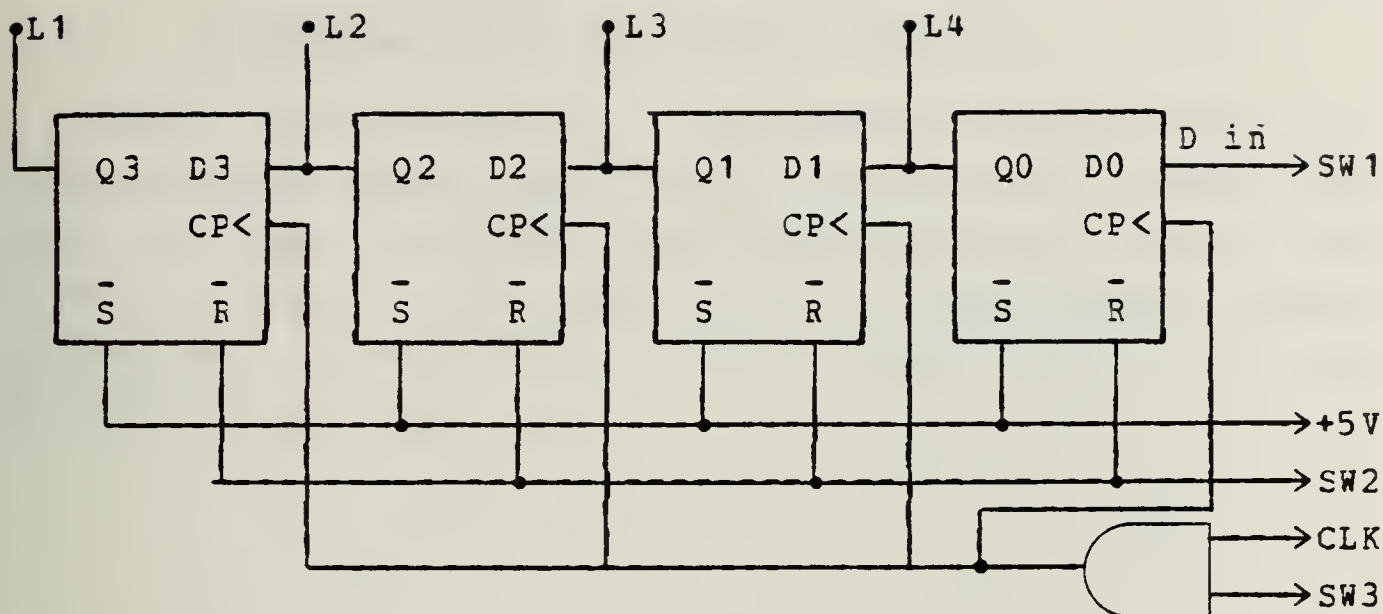 L1 L2 L3 L4
D in
Q3 D3 Q2 D2 Q1 D1 Q0 D0 SW1
CP< CP< CP< CP<
S̅ R̅ S̅ R̅ S̅ R̅ S̅ R̅
+5V
SW2
CLK
SW3